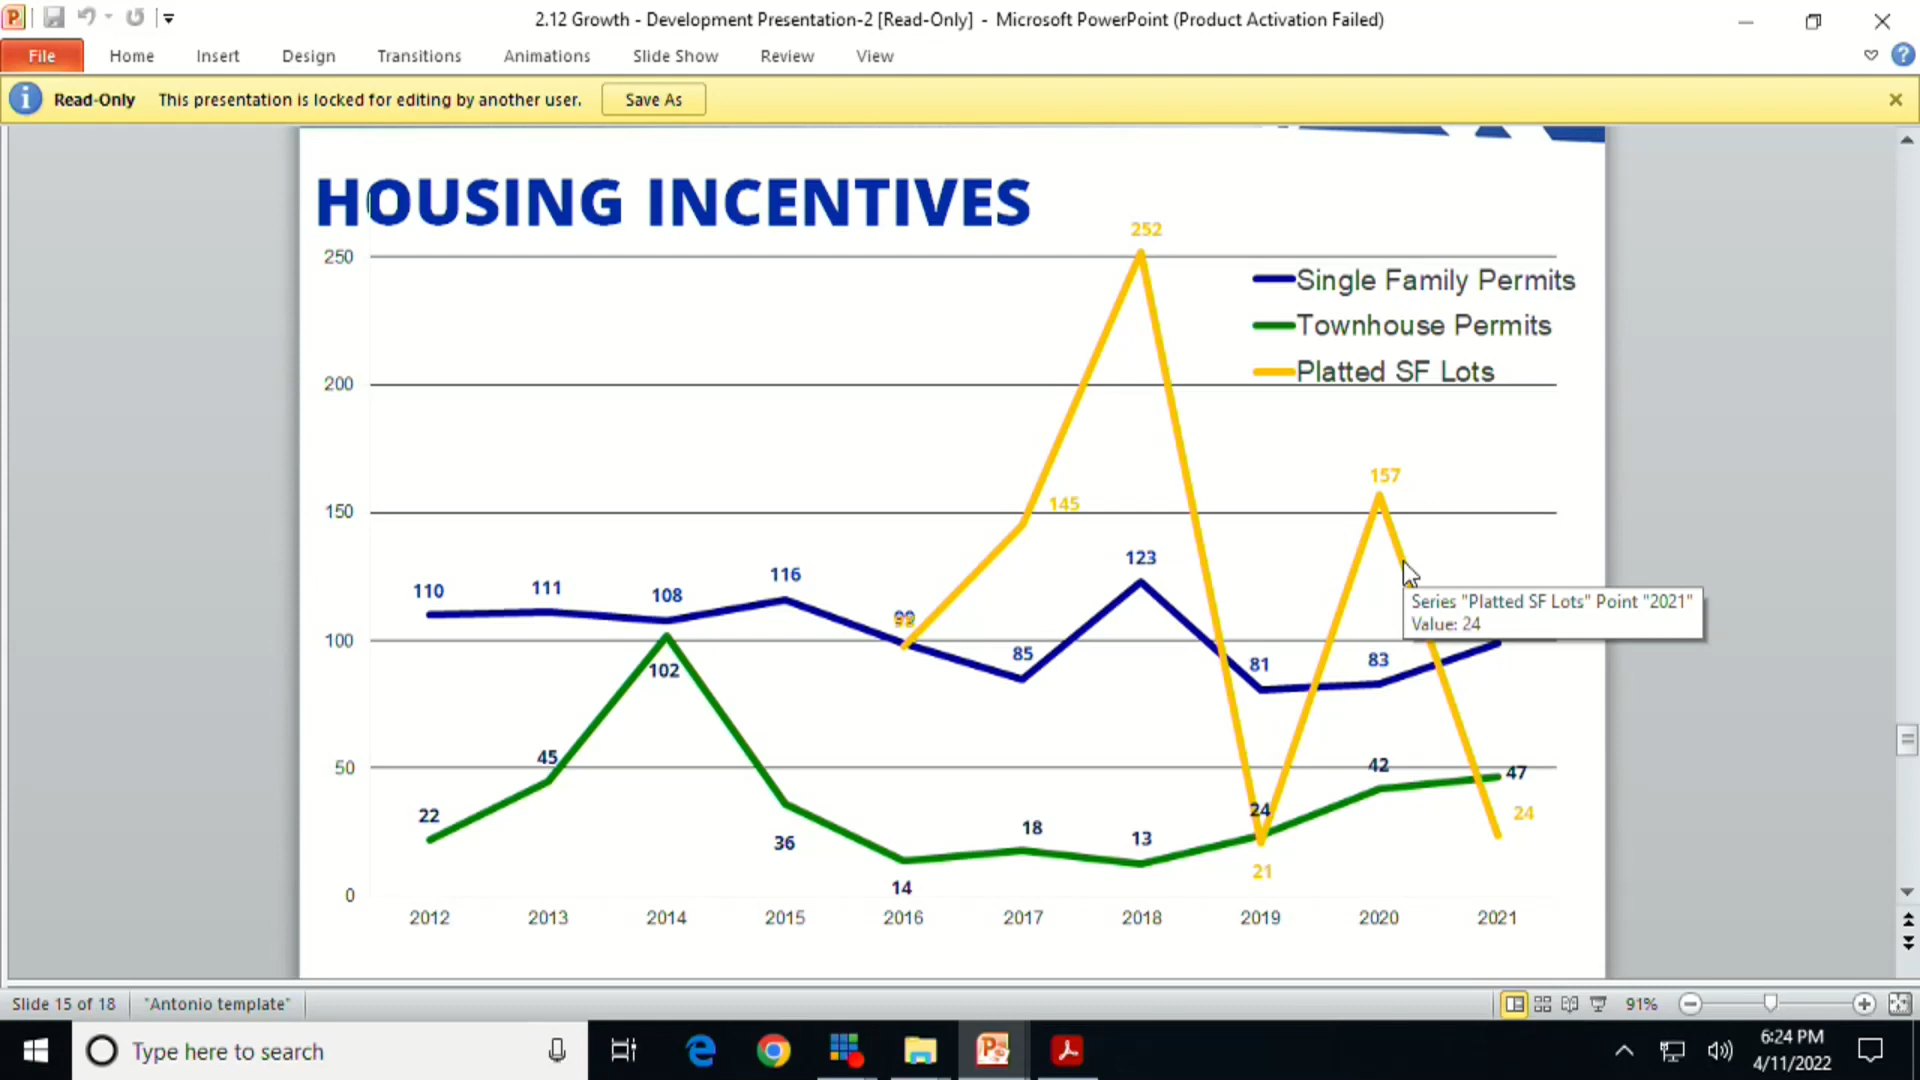 2.12 Growth - Development Presentation-2 [Read-Only] - Microsoft PowerPoint (Product Activation Failed)
File Home Insert Design Transitions Animations Slide Show Review View
Read-Only This presentation is locked for editing by another user. Save As
HOUSING INCENTIVES
252
250
Single Family Permits
Townhouse Permits
Platted SF Lots
200
157
150
145
123
116
110
111
108
Series "Platted SF Lots" Point "2021"
Value: 24
100
85
81
83
102
45
50
42
47
22
24
24
18
13
36
21
14
0
2012 2013 2014 2015 2016 2017 2018 2019 2020 2021
Slide 15 of 18 "Antonio template" 91%
Type here to search
6:24 PM
4/11/2022